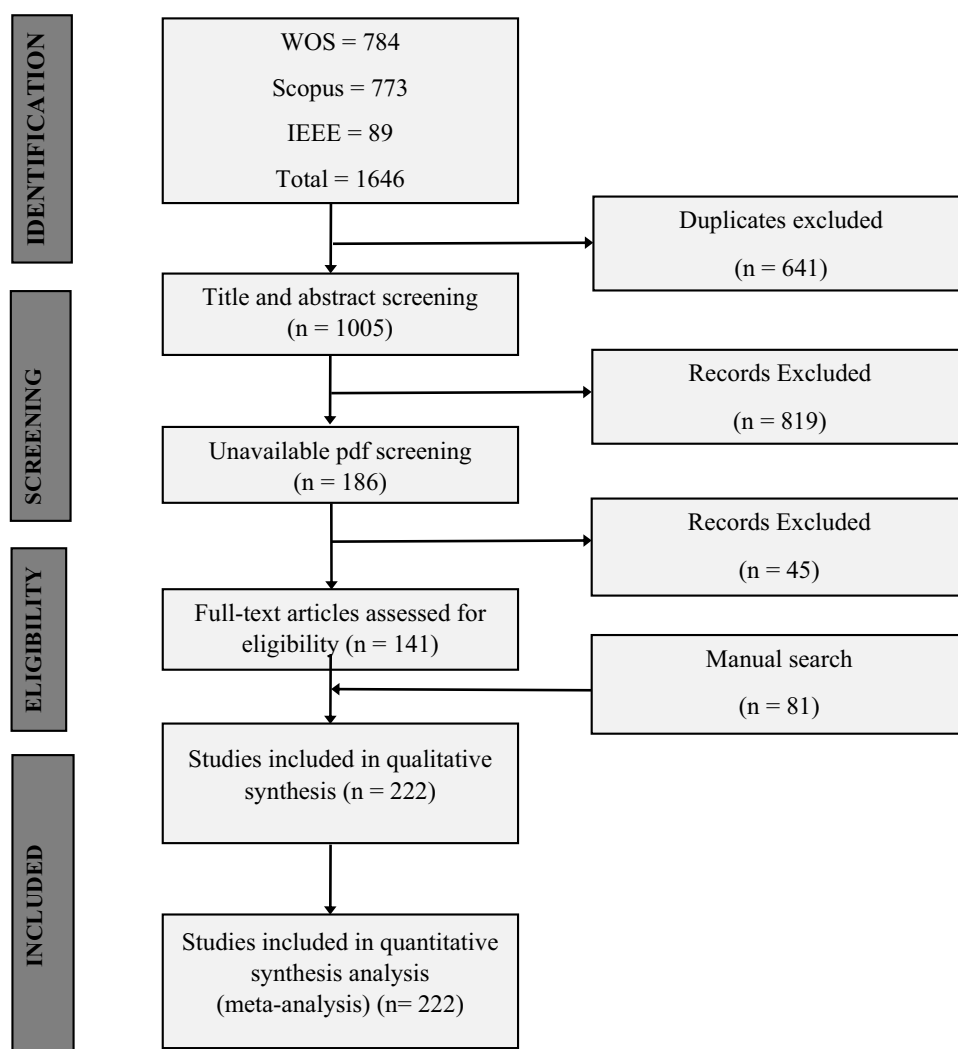 IDENTIFICATION
WOS = 784
Scopus = 773
IEEE = 89
Total = 1646
Duplicates excluded
(n = 641)
Title and abstract screening
(n = 1005)
SCREENING
Records Excluded
(n = 819)
Unavailable pdf screening
(n = 186)
Records Excluded
(n = 45)
ELIGIBILITY
Full-text articles assessed for
eligibility (n = 141)
Manual search
(n = 81)
INCLUDED
Studies included in qualitative
synthesis (n = 222)
Studies included in quantitative
synthesis analysis
(meta-analysis) (n= 222)